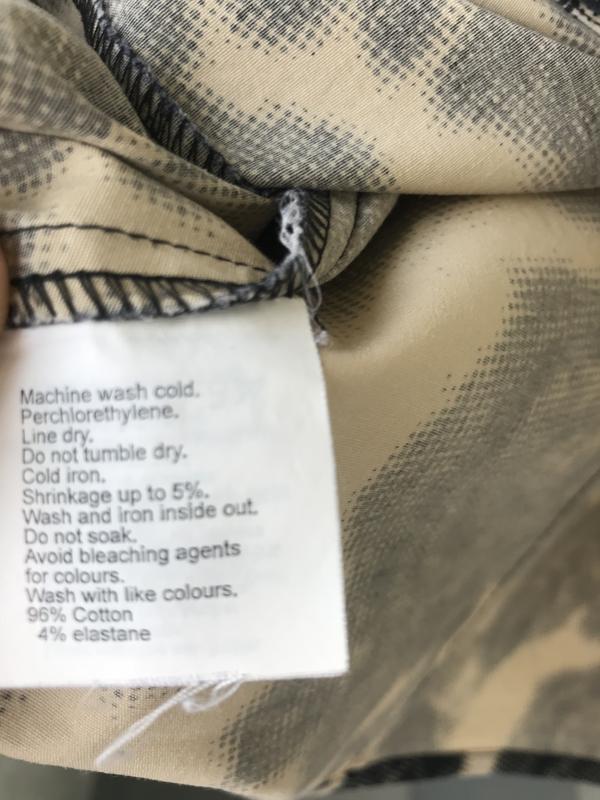 Machine wash cold.
Perchlorethylene.
Line dry.
Do not tumble dry.
Cold iron.
Shrinkage up to 5%.
Wash and iron inside out.
Do not soak.
Avoid bleaching agents
for colours.
Wash with like colours.
96% Cotton
4% elastane